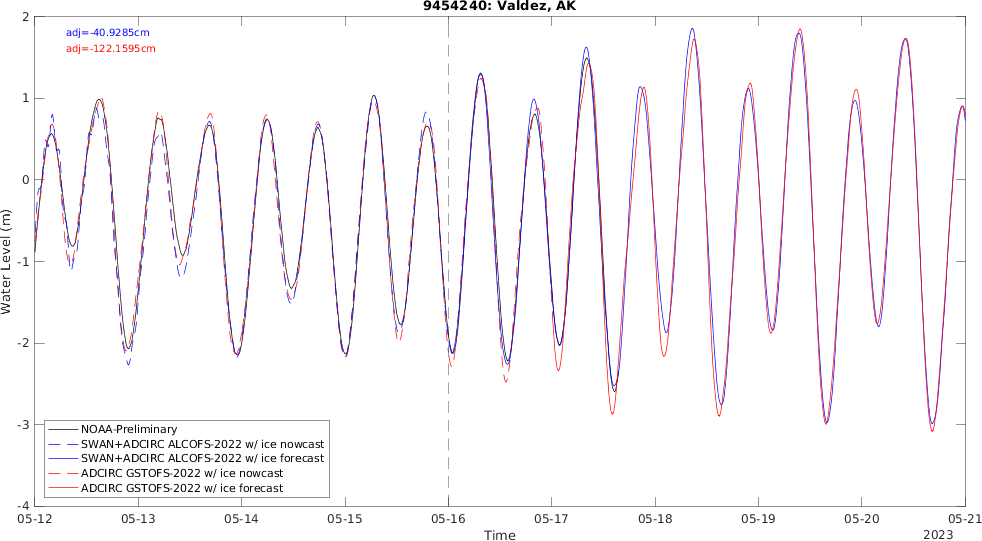 9454240: Valdez, AK
adj=-40.9285cm
adj=-122.1595cm
2
1
0
-1
-2
-3
-4
Water Level (m)
NOAA-Preliminary
SWAN+ADCIRC ALCOFS-2022 w/ ice nowcast
SWAN+ADCIRC ALCOFS-2022 w/ ice forecast
ADCIRC GSTOFS-2022 w/ ice nowcast
ADCIRC GSTOFS-2022 w/ ice forecast
05-12 05-13 05-14 05-15 05-16 05-17 05-18 05-19 05-20 05-21
Time
2023